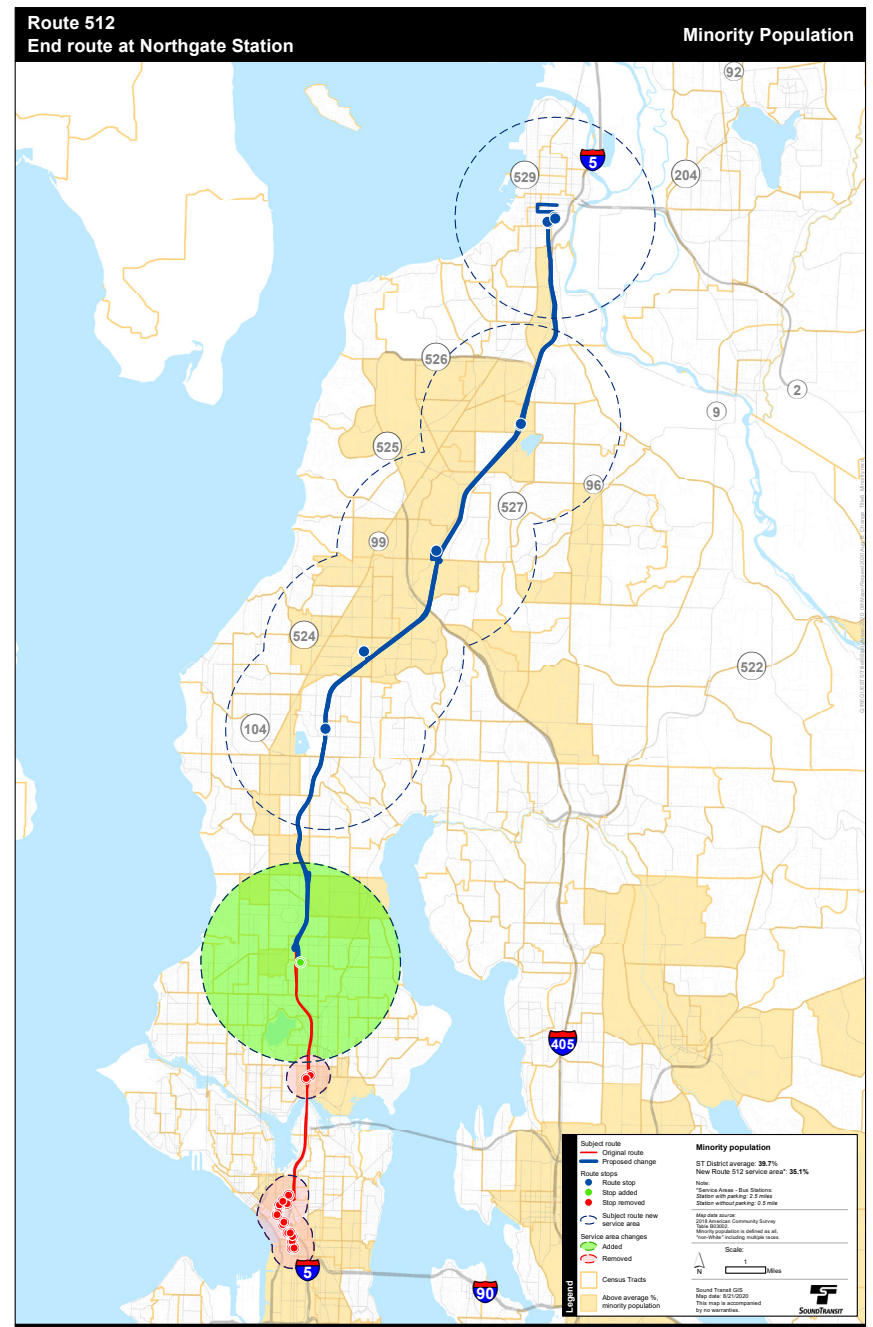 Route 512
End route at Northgate Station
Minority Population
92
5
529
204
526
2
9
525
96
527
99
524
522
104
405
5
90
Legend
Subject route
Original route
Proposed change
Route stops
Route stop
Stop added
Stop removed
Subject route new
service area
Service area changes
Added
Removed
Census Tracts
Above average %,
minority population
Minority population
ST District average: 39.7%
New Route 512 service area*: 35.1%
Note:
*Service Areas - Bus Stations:
Station with parking: 2.5 miles
Station without parking: 0.5 mile
Map data source:
2018 American Community Survey
Table B03002.
Minority population is defined as all,
"non-White" including multiple races.
Scale:
1
Miles
N
Sound Transit GIS
Map date: 8/21/2020
This map is accompanied
by no warranties.
SOUNDTRANSIT